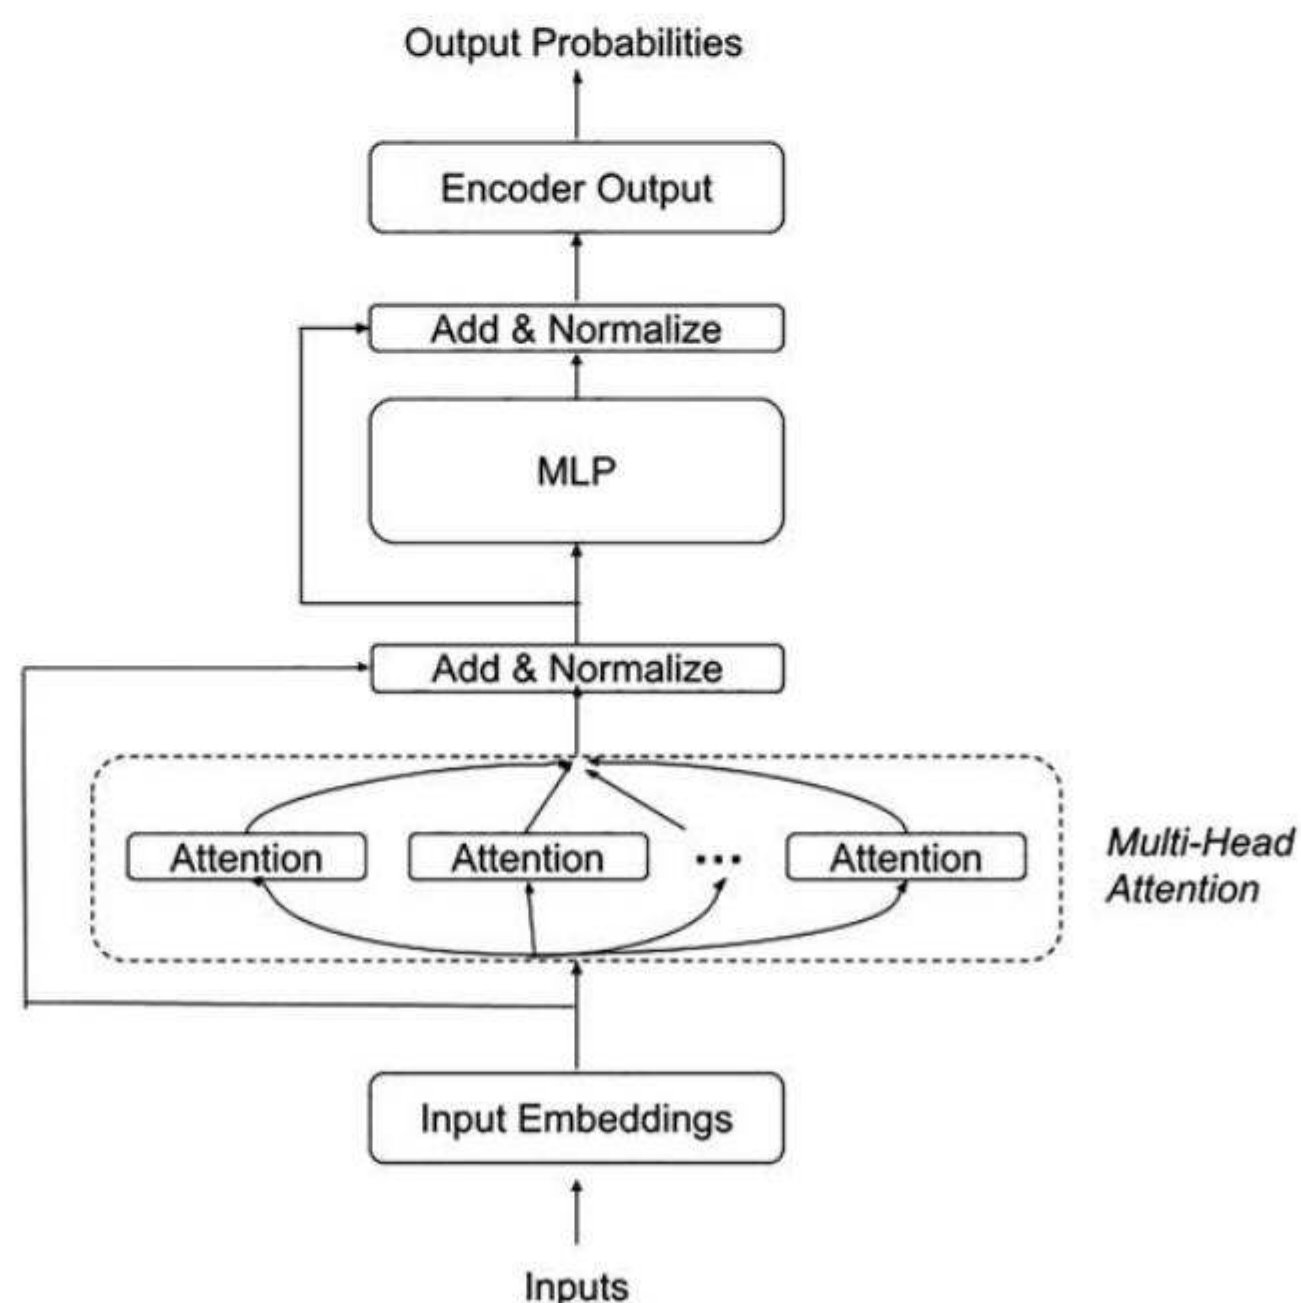 Output Probabilities
Encoder Output
Add & Normalize
MLP
Add & Normalize
Attention
Attention
...
Attention
Multi-Head
Attention
Input Embeddings
Inputs